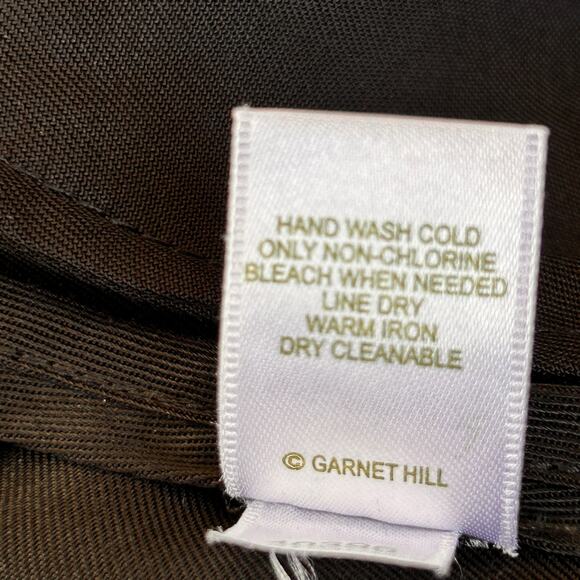 HAND WASH COLD
ONLY NON-CHLORINE
BLEACH WHEN NEEDED
LINE DRY
WARM IRON
DRY CLEANABLE
© GARNET HILL